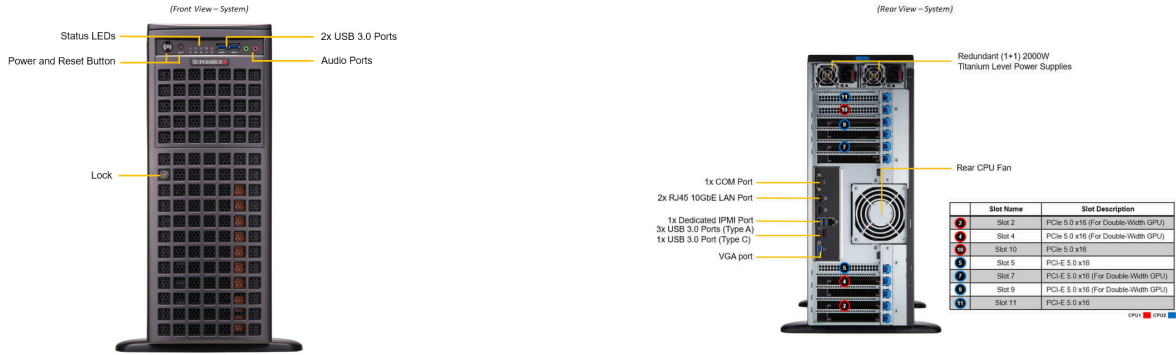 (Front View – System)
Status LEDs
2x USB 3.0 Ports
Power and Reset Button
Audio Ports
SUPERMICR
Lock
(Rear View – System)
Redundant (1+1) 2000W
Titanium Level Power Supplies
11
10
9
7
Rear CPU Fan
1x COM Port
2x RJ45 10GbE LAN Port
1x Dedicated IPMI Port
3x USB 3.0 Ports (Type A)
1x USB 3.0 Port (Type C)
VGA port
5
4
2
Slot Name Slot Description
2 Slot 2 PCIe 5.0 x16 (For Double-Width GPU)
4 Slot 4 PCIe 5.0 x16 (For Double-Width GPU)
10 Slot 10 PCIe 5.0 x16
5 Slot 5 PCI-E 5.0 x16
7 Slot 7 PCI-E 5.0 x16 (For Double-Width GPU)
9 Slot 9 PCI-E 5.0 x16 (For Double-Width GPU)
11 Slot 11 PCI-E 5.0 x16
CPU1 CPU2